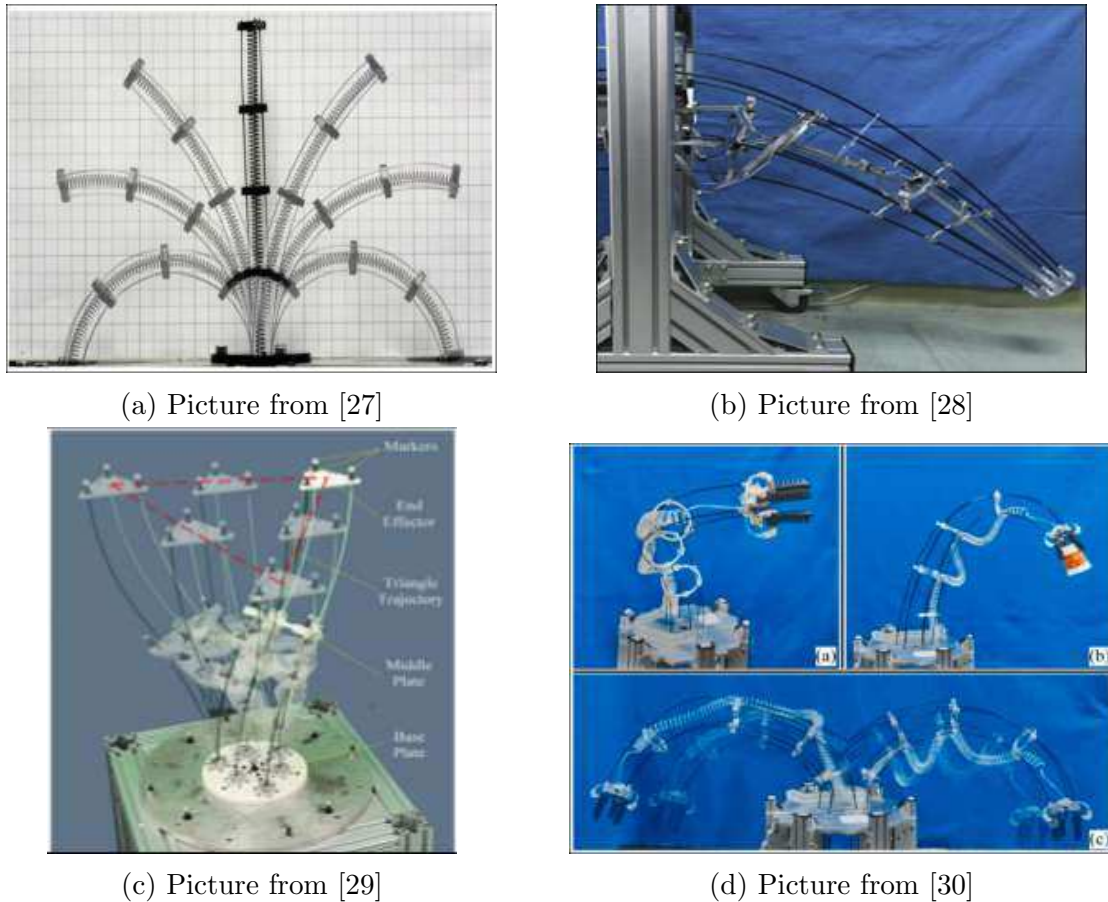 (a) Picture from [27]
(b) Picture from [28]
Markers
End
Effector
Triangle
Trajectory
Middle
Plate
Base
Plate
(a)
(b)
(c)
(c) Picture from [29]
(d) Picture from [30]